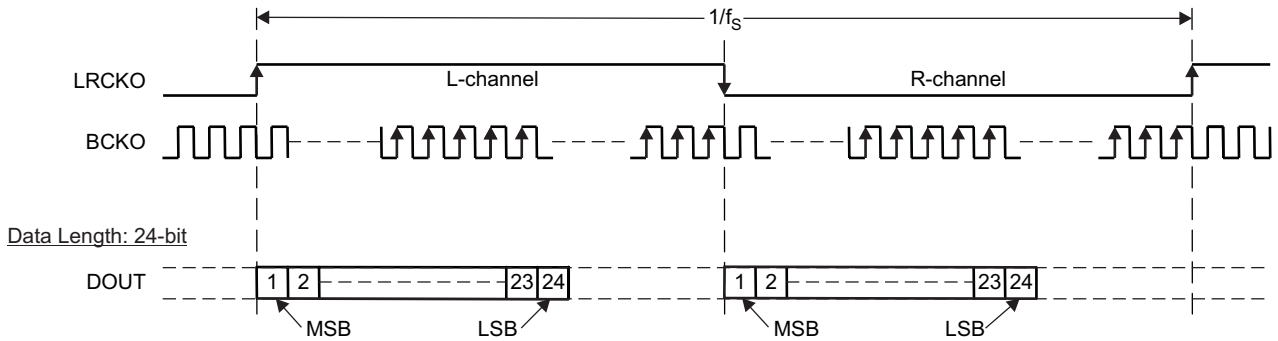 1/fS
LRCKO
L-channel
R-channel
BCKO
Data Length: 24-bit
DOUT
1 2 23 24 1 2 23 24
MSB LSB MSB LSB